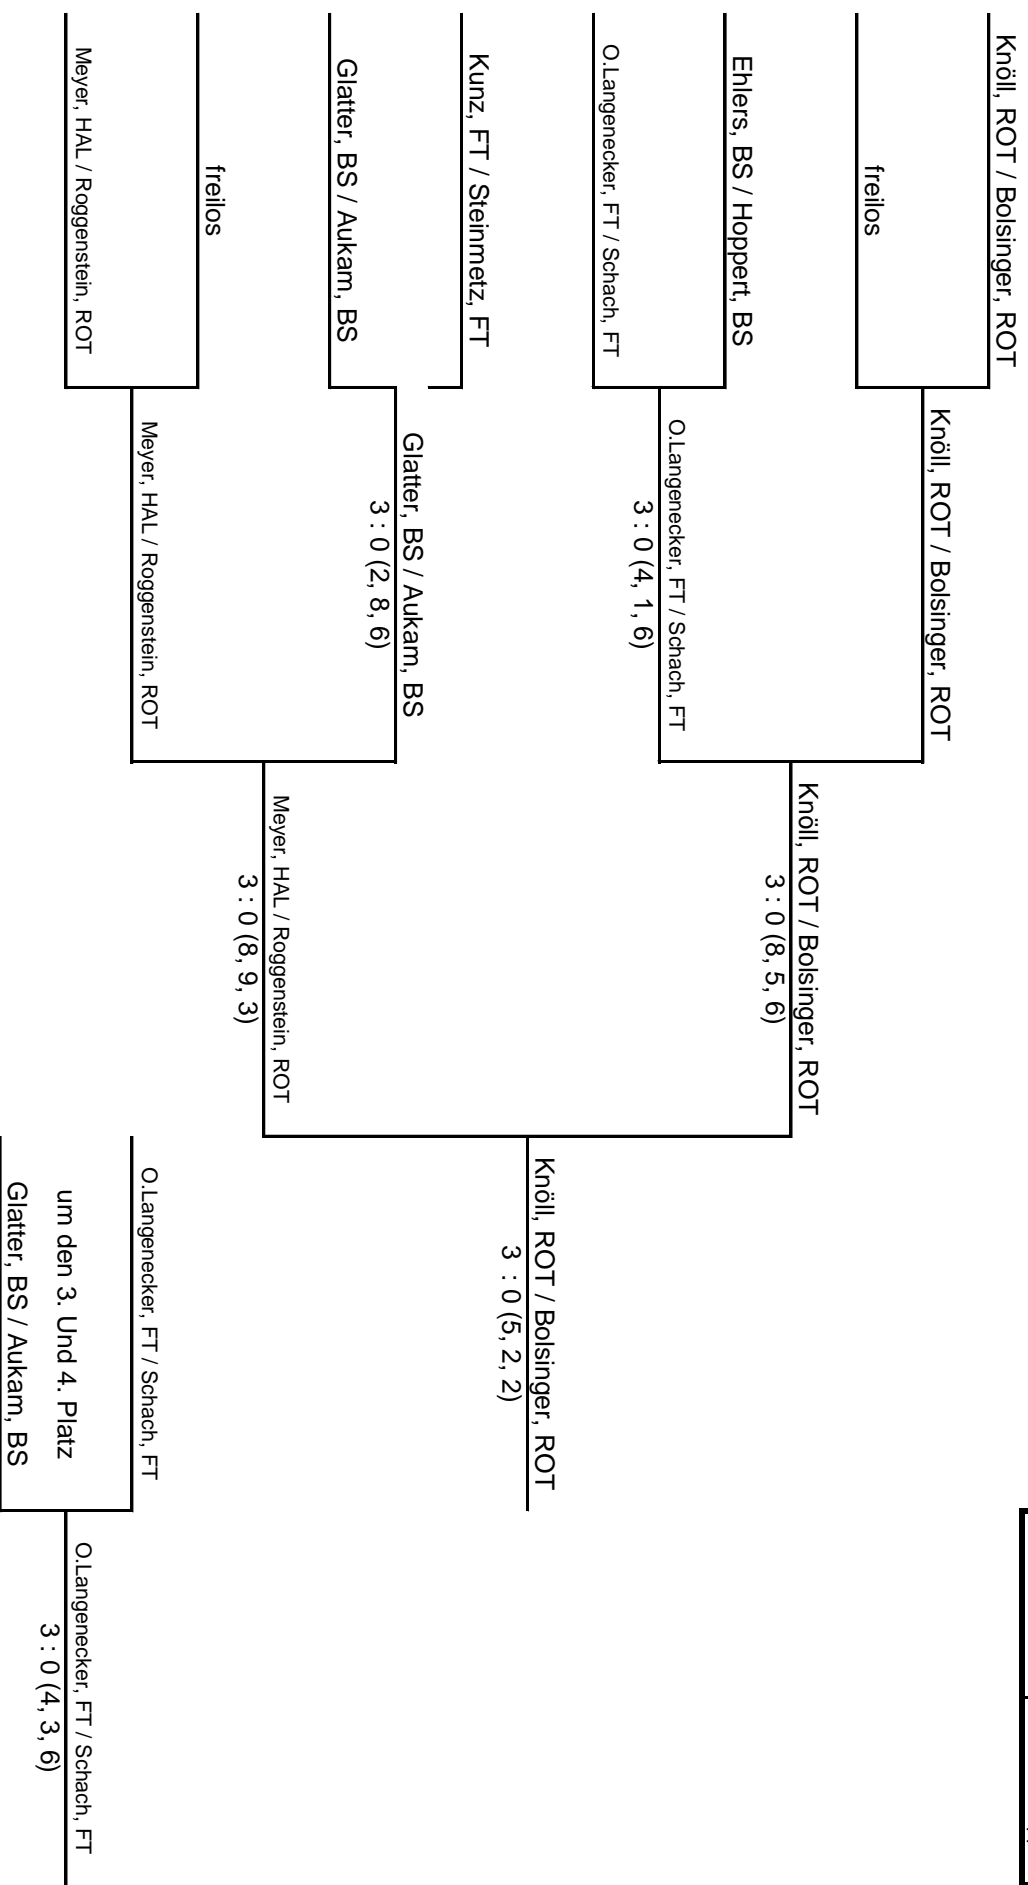 Knöll, ROT / Bolsinger, ROT
freilos
Ehlers, BS / Hoppert, BS
O.Langenecker, FT / Schach, FT
Kunz, FT / Steinmetz, FT
Glatter, BS / Aukam, BS
freilos
Meyer, HAL / Roggenstein, ROT
Knöll, ROT / Bolsinger, ROT
O.Langenecker, FT / Schach, FT
3 : 0 (4, 1, 6)
Glatter, BS / Aukam, BS
3 : 0 (2, 8, 6)
Meyer, HAL / Roggenstein, ROT
Knöll, ROT / Bolsinger, ROT
3 : 0 (8, 5, 6)
Meyer, HAL / Roggenstein, ROT
3 : 0 (8, 9, 3)
Knöll, ROT / Bolsinger, ROT
3 : 0 (5, 2, 2)
O.Langenecker, FT / Schach, FT
um den 3. Und 4. Platz
Glatter, BS / Aukam, BS
O.Langenecker, FT / Schach, FT
3 : 0 (4, 3, 6)